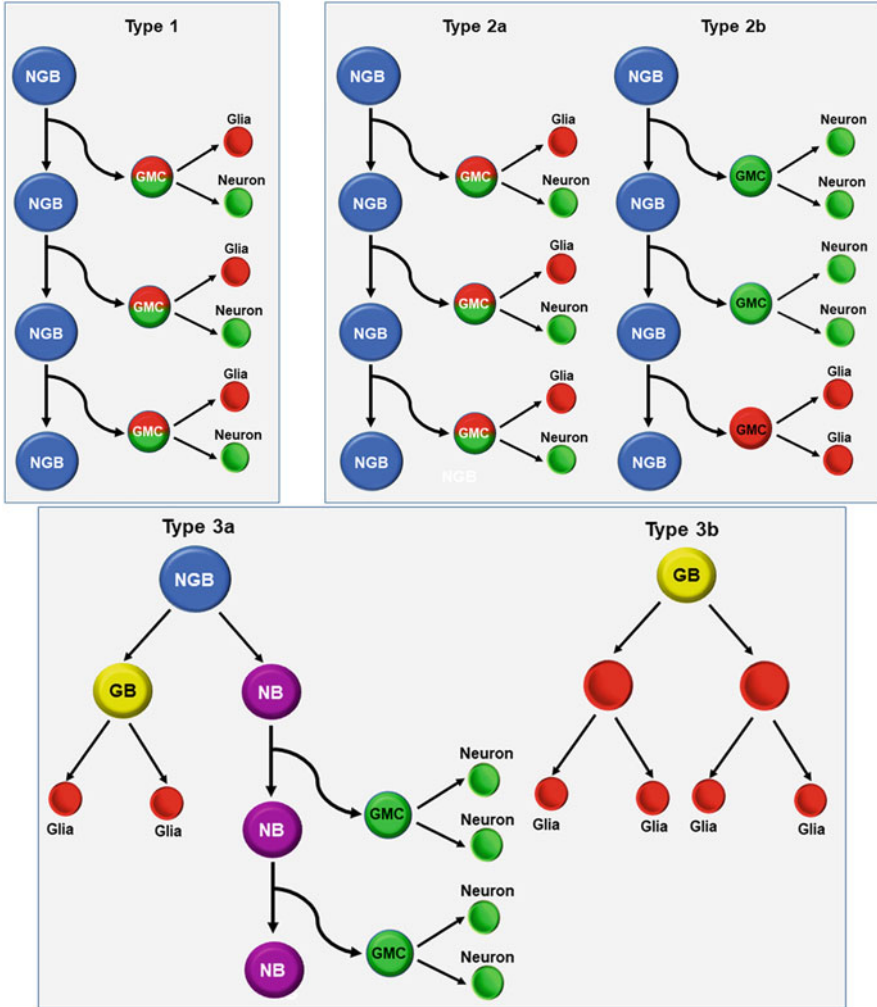 Type 1
NGB
Glia
GMC
Neuron
NGB
Glia
GMC
Neuron
NGB
Glia
GMC
Neuron
NGB
Type 2a
NGB
Glia
GMC
Neuron
NGB
Glia
GMC
Neuron
NGB
Glia
GMC
Neuron
NGB
NGB
Type 2b
NGB
Neuron
GMC
Neuron
NGB
Neuron
GMC
Neuron
NGB
Glia
GMC
Glia
NGB
Type 3a
NGB
GB
NB
Glia
Glia
Neuron
GMC
Neuron
NB
Neuron
GMC
Neuron
NB
Type 3b
GB
Glia
Glia
Glia
Glia